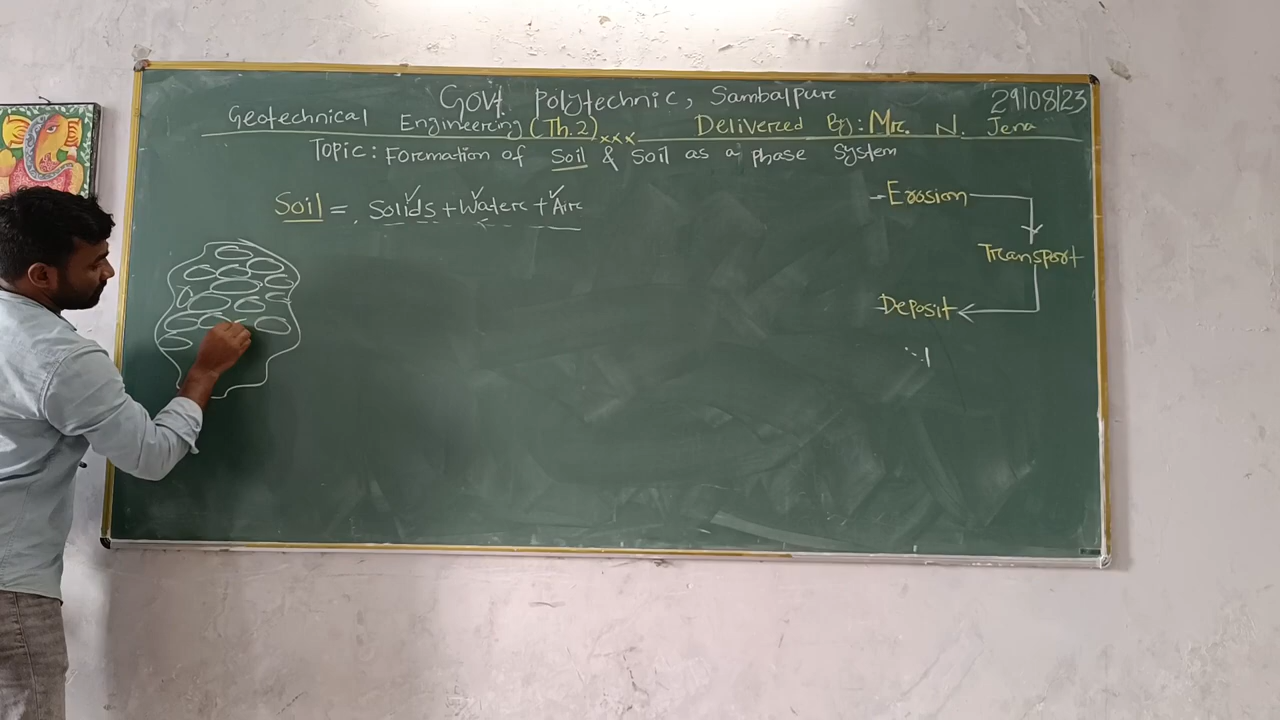 Govt. Polytechnic, Sambalpur
29/08/23
Geotechnical Engineering (Th.2) xxx Delivered By: Mr. N. Jena
Topic: Formation of Soil & Soil as a phase System
Soil = Solids + Water + Air
Erosion
Transport
Deposit